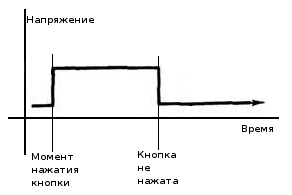 Напряжение
Время
Момент
нажатия
кнопки
Кнопка
не
нажата